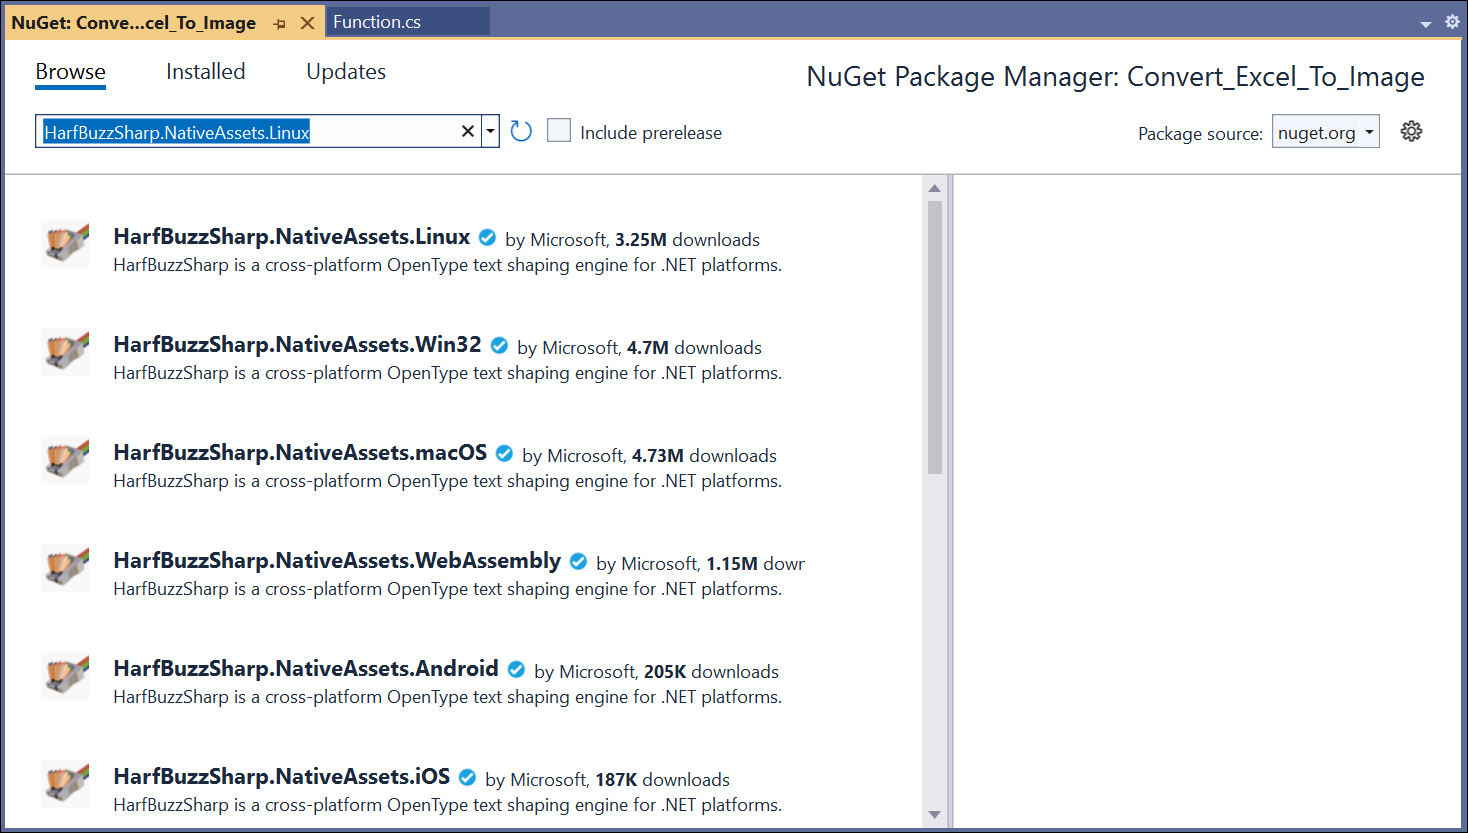 NuGet: Conve...cel_To_Image
Function.cs
Browse
Installed
Updates
NuGet Package Manager: Convert_Excel_To_Image
HarfBuzzSharp.NativeAssets.Linux
Include prerelease
Package source:
nuget.org
HarfBuzzSharp.NativeAssets.Linux by Microsoft, 3.25M downloads
HarfBuzzSharp is a cross-platform OpenType text shaping engine for .NET platforms.
HarfBuzzSharp.NativeAssets.Win32 by Microsoft, 4.7M downloads
HarfBuzzSharp is a cross-platform OpenType text shaping engine for .NET platforms.
HarfBuzzSharp.NativeAssets.macOS by Microsoft, 4.73M downloads
HarfBuzzSharp is a cross-platform OpenType text shaping engine for .NET platforms.
HarfBuzzSharp.NativeAssets.WebAssembly by Microsoft, 1.15M dowr
HarfBuzzSharp is a cross-platform OpenType text shaping engine for .NET platforms.
HarfBuzzSharp.NativeAssets.Android by Microsoft, 205K downloads
HarfBuzzSharp is a cross-platform OpenType text shaping engine for .NET platforms.
HarfBuzzSharp.NativeAssets.iOS by Microsoft, 187K downloads
HarfBuzzSharp is a cross-platform OpenType text shaping engine for .NET platforms.